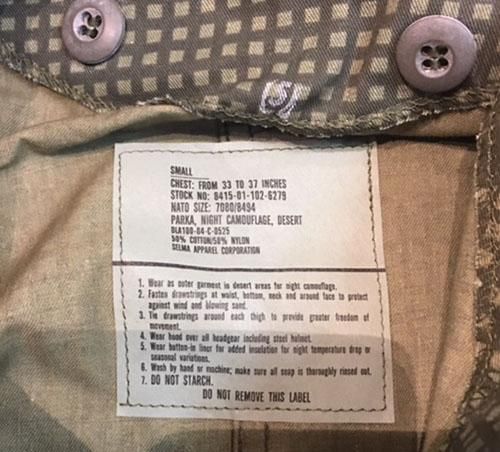 S
SMALL
CHEST: FROM 33 TO 37 INCHES
STOCK NO: 8415-01-102-6279
NATO SIZE: 7080/8494
PARKA, NIGHT CAMOUFLAGE, DESERT
DLA100-84-C-0525
50% COTTON/50% NYLON
SELMA APPAREL CORPORATION
1. Wear as outer garment in desert areas for night camouflage.
2. Fasten drawstrings at waist, bottom, neck and around face to protect
against wind and blowing sand.
3. Tie drawstrings around each thigh to provide greater freedom of
movement.
4. Wear hood over all headgear including steel helmet.
5. Wear button-in liner for added insulation for night temperature drop or
seasonal variations.
6. Wash by hand or machine; make sure all soap is thoroughly rinsed out.
7. DO NOT STARCH.
DO NOT REMOVE THIS LABEL